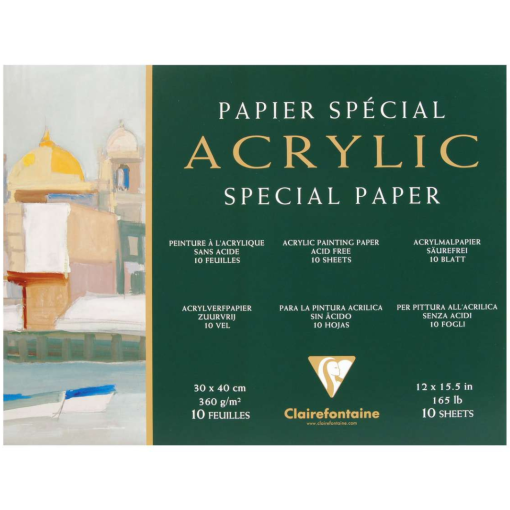 PAPIER SPÉCIAL
ACRYLIC
SPECIAL PAPER
PEINTURE À L'ACRYLIQUE
SANS ACIDE
10 FEUILLES
ACRYLIC PAINTING PAPER
ACID FREE
10 SHEETS
ACRYLMALPAPIER
SÄUREFREI
10 BLATT
ACRYLVERFPAPIER
ZUURVRIJ
10 VEL
PARA LA PINTURA ACRILICA
SIN ÀCIDO
10 HOJAS
PER PITTURA ALL'ACRILICA
SENZA ACIDI
10 FOGLI
30 x 40 cm
360 g/m²
10 FEUILLES
Clairefontaine
www.clairefontaine.com
12 x 15.5 in
165 lb
10 SHEETS